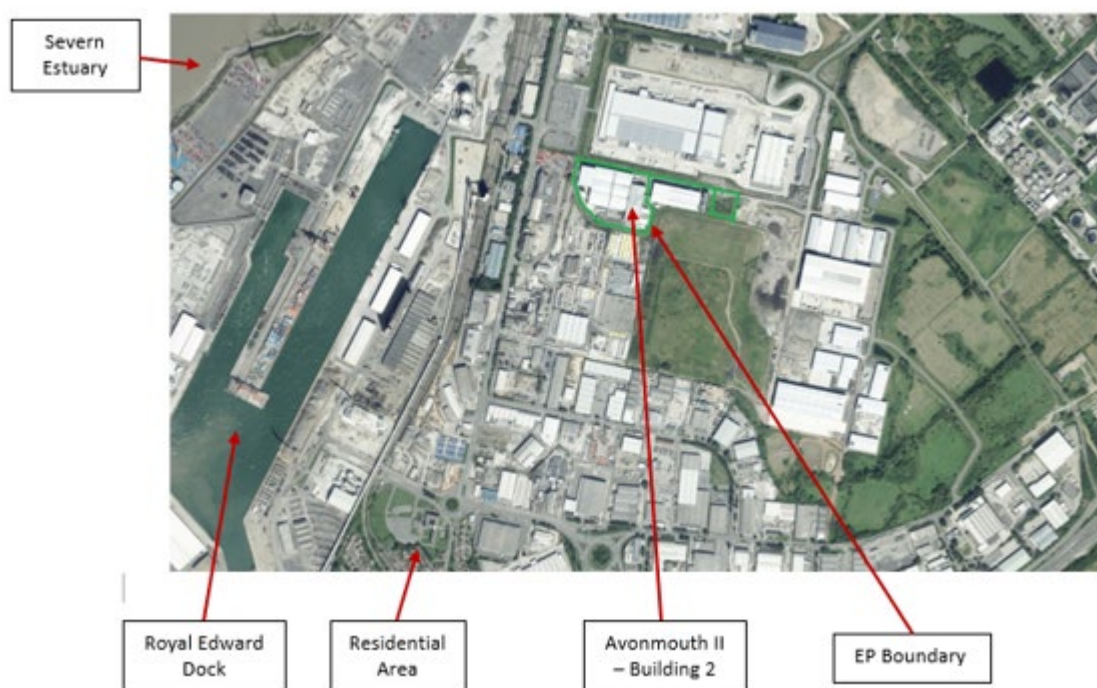 Severn
Estuary
Royal Edward
Dock
Residential
Area
Avonmouth II
– Building 2
EP Boundary